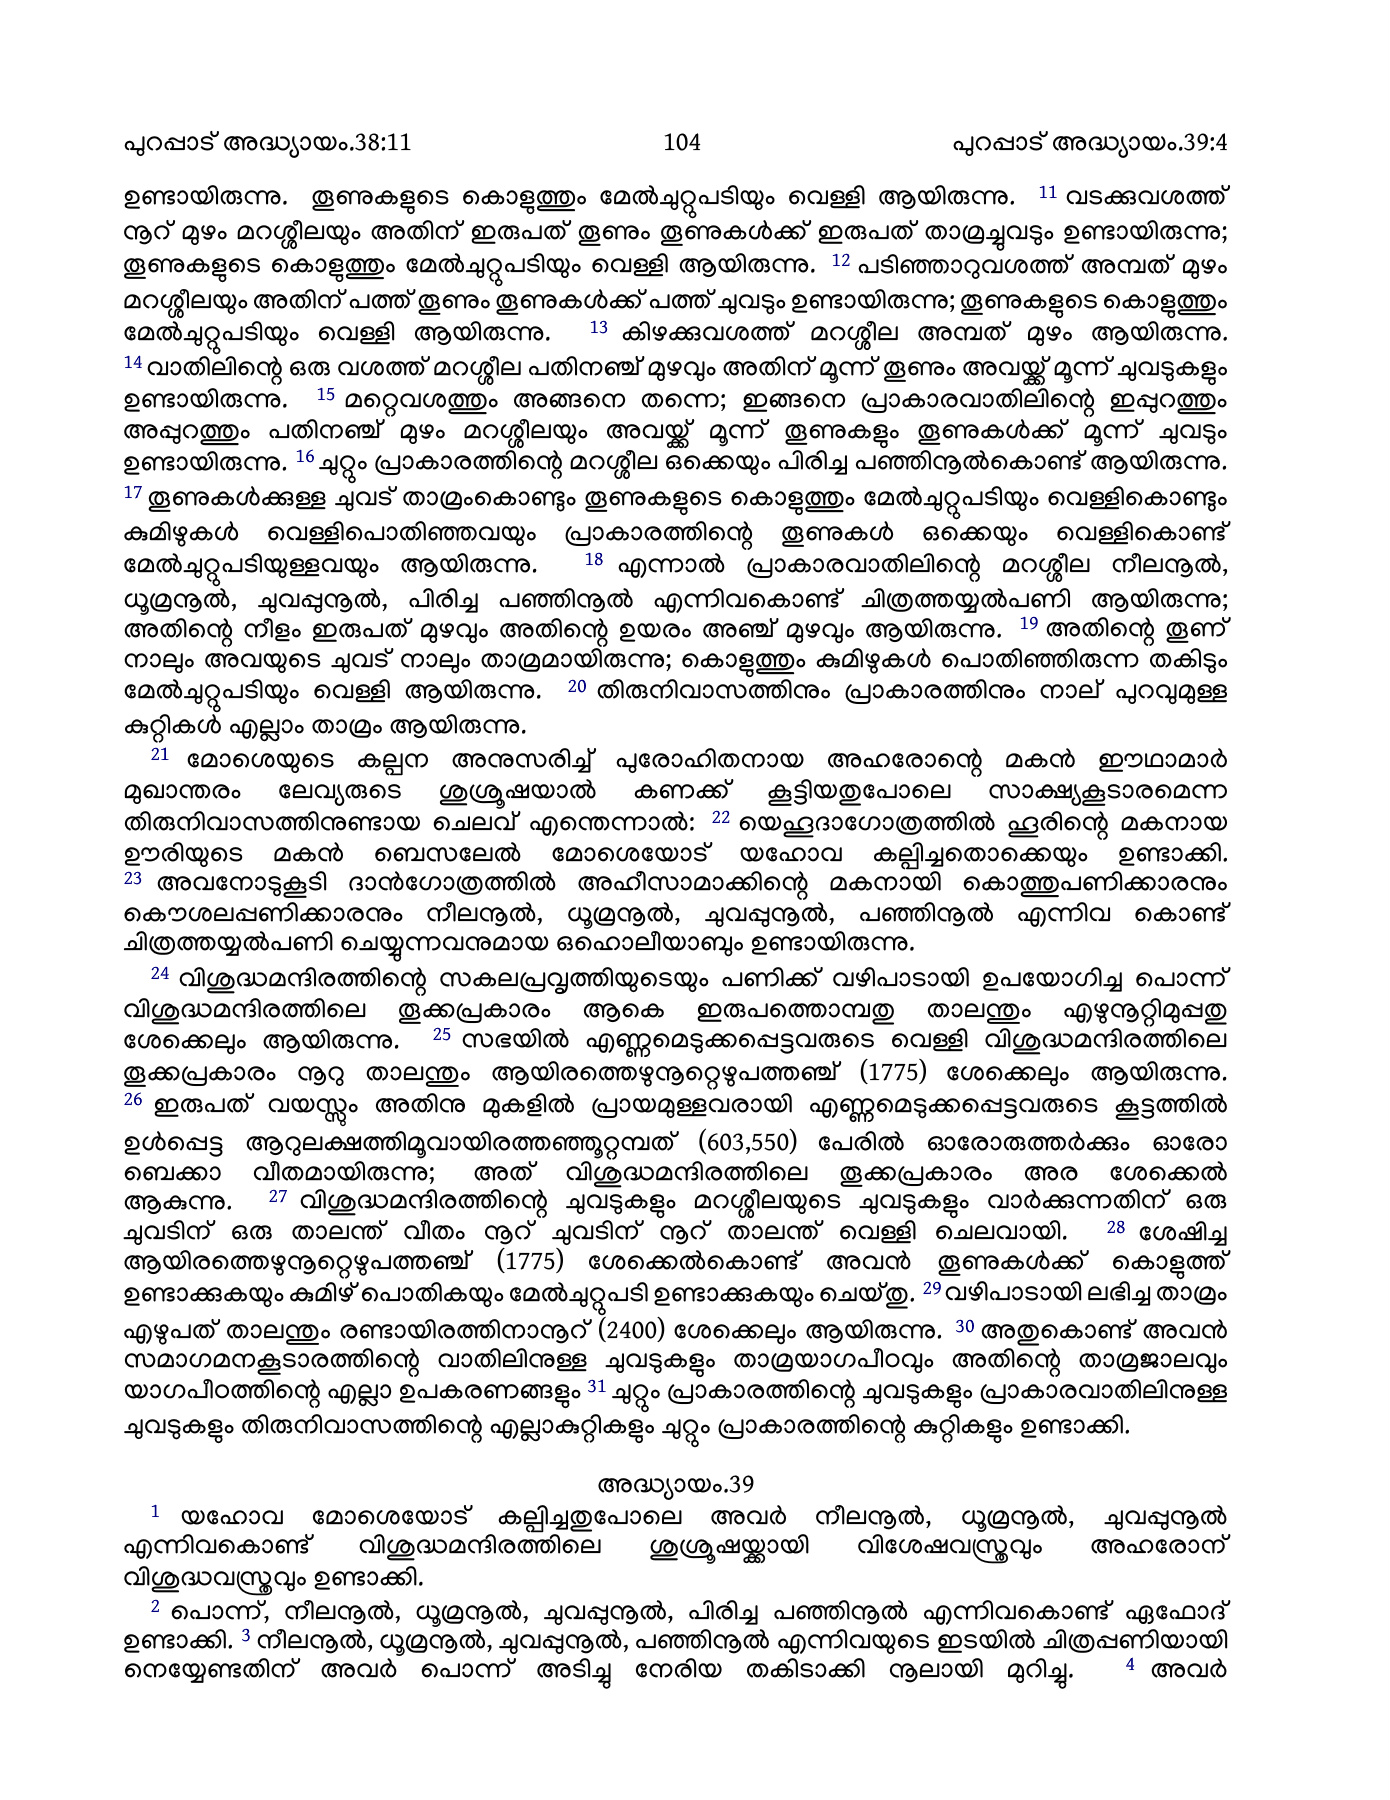 പുറപ്പാട് അദ്ധ്യായം.38:11 104 പുറപ്പാട് അദ്ധ്യായം.39:4
ഉണ്ടായിരുന്നു. തൂണുകളുടെ കൊളുത്തും മേൽചുറ്റുപടിയും വെള്ളി ആയിരുന്നു. 11 വടക്കുവശത്ത്
നൂറ് മുഴം മറശ്ശീലയും അതിന് ഇരുപത് തൂണും തൂണുകൾക്ക് ഇരുപത് താമ്രച്ചുവടും ഉണ്ടായിരുന്നു;
തൂണുകളുടെ കൊളുത്തും മേൽചുറ്റുപടിയും വെള്ളി ആയിരുന്നു. 12 പടിഞ്ഞാറുവശത്ത് അമ്പത് മുഴം
മറശ്ശീലയും അതിന് പത്ത് തൂണും തൂണുകൾക്ക് പത്ത് ചുവടും ഉണ്ടായിരുന്നു; തൂണുകളുടെ കൊളുത്തും
മേൽചുറ്റുപടിയും വെള്ളി ആയിരുന്നു. 13 കിഴക്കുവശത്ത് മറശ്ശീല അമ്പത് മുഴം ആയിരുന്നു.
14 വാതിലിന്റെ ഒരു വശത്ത് മറശ്ശീല പതിനഞ്ച് മുഴവും അതിന് മൂന്ന് തൂണും അവയ്ക്ക് മൂന്ന് ചുവടുകളും
ഉണ്ടായിരുന്നു. 15 മറ്റെവശത്തും അങ്ങനെ തന്നെ; ഇങ്ങനെ പ്രാകാരവാതിലിന്റെ ഇപ്പുറത്തും
അപ്പുറത്തും പതിനഞ്ച് മുഴം മറശ്ശീലയും അവയ്ക്ക് മൂന്ന് തൂണുകളും തൂണുകൾക്ക് മൂന്ന് ചുവടും
ഉണ്ടായിരുന്നു. 16 ചുറ്റും പ്രാകാരത്തിന്റെ മറശ്ശീല ഒക്കെയും പിരിച്ച പഞ്ഞിനൂൽകൊണ്ട് ആയിരുന്നു.
17 തൂണുകൾക്കുള്ള ചുവട് താമ്രംകൊണ്ടും തൂണുകളുടെ കൊളുത്തും മേൽചുറ്റുപടിയും വെള്ളികൊണ്ടും
കുമിഴുകൾ വെള്ളിപൊതിഞ്ഞവയും പ്രാകാരത്തിന്റെ തൂണുകൾ ഒക്കെയും വെള്ളികൊണ്ട്
മേൽചുറ്റുപടിയുള്ളവയും ആയിരുന്നു. 18 എന്നാൽ പ്രാകാരവാതിലിന്റെ മറശ്ശീല നീലനൂൽ,
ധൂമ്രനൂൽ, ചുവപ്പുനൂൽ, പിരിച്ച പഞ്ഞിനൂൽ എന്നിവകൊണ്ട് ചിത്രത്തയ്യൽപണി ആയിരുന്നു;
അതിന്റെ നീളം ഇരുപത് മുഴവും അതിന്റെ ഉയരം അഞ്ച് മുഴവും ആയിരുന്നു. 19 അതിന്റെ തൂണ്
നാലും അവയുടെ ചുവട് നാലും താമ്രമായിരുന്നു; കൊളുത്തും കുമിഴുകൾ പൊതിഞ്ഞിരുന്ന തകിടും
മേൽചുറ്റുപടിയും വെള്ളി ആയിരുന്നു. 20 തിരുനിവാസത്തിനും പ്രാകാരത്തിനും നാല് പുറവുമുള്ള
കുറ്റികൾ എല്ലാം താമ്രം ആയിരുന്നു.
21 മോശെയുടെ കല്പന അനുസരിച്ച് പുരോഹിതനായ അഹരോന്റെ മകൻ ഈഥാമാർ
മുഖാന്തരം ലേവ്യരുടെ ശുശ്രൂഷയാൽ കണക്ക് കൂട്ടിയതുപോലെ സാക്ഷ്യകൂടാരമെന്ന
തിരുനിവാസത്തിനുണ്ടായ ചെലവ് എന്തെന്നാൽ: 22 യെഹൂദാഗോത്രത്തിൽ ഹൂരിന്റെ മകനായ
ഊരിയുടെ മകൻ ബെസലേൽ മോശെയോട് യഹോവ കല്പിച്ചതൊക്കെയും ഉണ്ടാക്കി.
23 അവനോടുകൂടി ദാൻഗോത്രത്തിൽ അഹീസാമാക്കിന്റെ മകനായി കൊത്തുപണിക്കാരനും
കൌശലപ്പണിക്കാരനും നീലനൂൽ, ധൂമ്രനൂൽ, ചുവപ്പുനൂൽ, പഞ്ഞിനൂൽ എന്നിവ കൊണ്ട്
ചിത്രത്തയ്യൽപണി ചെയ്യുന്നവനുമായ ഒഹൊലീയാബും ഉണ്ടായിരുന്നു.
24 വിശുദ്ധമന്ദിരത്തിന്റെ സകലപ്രവൃത്തിയുടെയും പണിക്ക് വഴിപാടായി ഉപയോഗിച്ച പൊന്ന്
വിശുദ്ധമന്ദിരത്തിലെ തൂക്കപ്രകാരം ആകെ ഇരുപത്തൊമ്പതു താലന്തും എഴുനൂറ്റിമുപ്പതു
ശേക്കെലും ആയിരുന്നു. 25 സഭയിൽ എണ്ണമെടുക്കപ്പെട്ടവരുടെ വെള്ളി വിശുദ്ധമന്ദിരത്തിലെ
തൂക്കപ്രകാരം നൂറു താലന്തും ആയിരത്തെഴുനൂറ്റെഴുപത്തഞ്ച് (1775) ശേക്കെലും ആയിരുന്നു.
26 ഇരുപത് വയസ്സും അതിനു മുകളിൽ പ്രായമുള്ളവരായി എണ്ണമെടുക്കപ്പെട്ടവരുടെ കൂട്ടത്തിൽ
ഉൾപ്പെട്ട ആറുലക്ഷത്തിമൂവായിരത്തഞ്ഞൂറ്റമ്പത് (603,550) പേരിൽ ഓരോരുത്തർക്കും ഓരോ
ബെക്കാ വീതമായിരുന്നു; അത് വിശുദ്ധമന്ദിരത്തിലെ തൂക്കപ്രകാരം അര ശേക്കെൽ
ആകുന്നു. 27 വിശുദ്ധമന്ദിരത്തിന്റെ ചുവടുകളും മറശ്ശീലയുടെ ചുവടുകളും വാർക്കുന്നതിന് ഒരു
ചുവടിന് ഒരു താലന്ത് വീതം നൂറ് ചുവടിന് നൂറ് താലന്ത് വെള്ളി ചെലവായി. 28 ശേഷിച്ച
ആയിരത്തെഴുനൂറ്റെഴുപത്തഞ്ച് (1775) ശേക്കെൽകൊണ്ട് അവൻ തൂണുകൾക്ക് കൊളുത്ത്
ഉണ്ടാക്കുകയും കുമിഴ് പൊതികയും മേൽചുറ്റുപടി ഉണ്ടാക്കുകയും ചെയ്തു. 29 വഴിപാടായി ലഭിച്ച താമ്രം
എഴുപത് താലന്തും രണ്ടായിരത്തിനാനൂറ് (2400) ശേക്കെലും ആയിരുന്നു. 30 അതുകൊണ്ട് അവൻ
സമാഗമനകൂടാരത്തിന്റെ വാതിലിനുള്ള ചുവടുകളും താമ്രയാഗപീഠവും അതിന്റെ താമ്രജാലവും
യാഗപീഠത്തിന്റെ എല്ലാ ഉപകരണങ്ങളും 31 ചുറ്റും പ്രാകാരത്തിന്റെ ചുവടുകളും പ്രാകാരവാതിലിനുള്ള
ചുവടുകളും തിരുനിവാസത്തിന്റെ എല്ലാകുറ്റികളും ചുറ്റും പ്രാകാരത്തിന്റെ കുറ്റികളും ഉണ്ടാക്കി.
അദ്ധ്യായം.39
1 യഹോവ മോശെയോട് കല്പിച്ചതുപോലെ അവർ നീലനൂൽ, ധൂമ്രനൂൽ, ചുവപ്പുനൂൽ
എന്നിവകൊണ്ട് വിശുദ്ധമന്ദിരത്തിലെ ശുശ്രൂഷയ്ക്കായി വിശേഷവസ്ത്രവും അഹരോന്
വിശുദ്ധവസ്ത്രവും ഉണ്ടാക്കി.
2 പൊന്ന്, നീലനൂൽ, ധൂമ്രനൂൽ, ചുവപ്പുനൂൽ, പിരിച്ച പഞ്ഞിനൂൽ എന്നിവകൊണ്ട് ഏഫോദ്
ഉണ്ടാക്കി. 3 നീലനൂൽ, ധൂമ്രനൂൽ, ചുവപ്പുനൂൽ, പഞ്ഞിനൂൽ എന്നിവയുടെ ഇടയിൽ ചിത്രപ്പണിയായി
നെയ്യേണ്ടതിന് അവർ പൊന്ന് അടിച്ചു നേരിയ തകിടാക്കി നൂലായി മുറിച്ചു. 4 അവർ